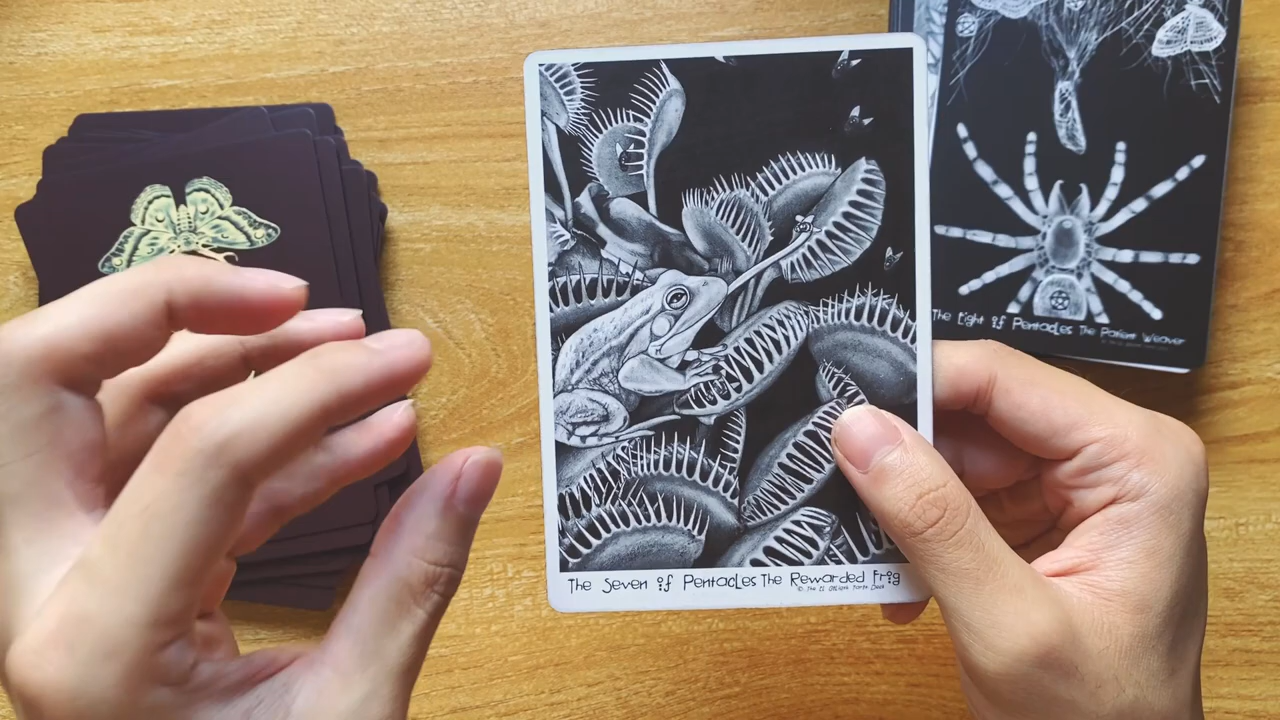 The Seven of Pentacles The Rewarded Frog
The Eight of Pentacles The Patient Weaver